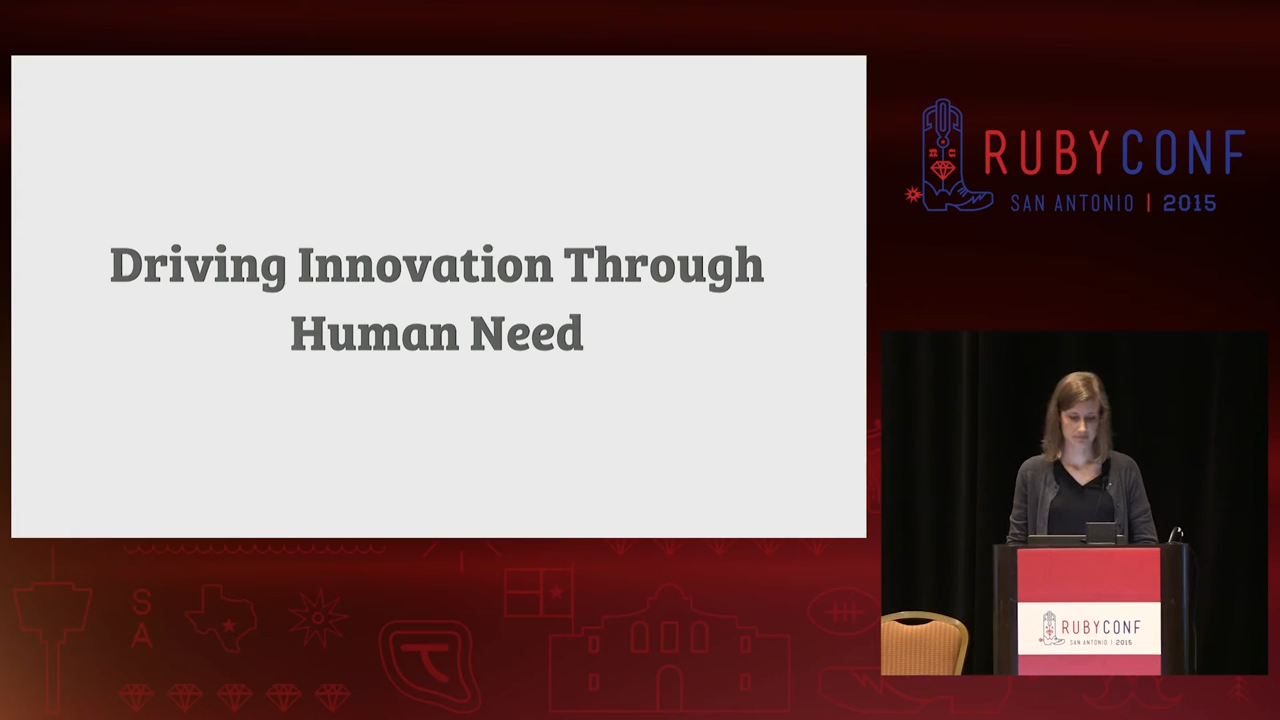 Driving Innovation Through
Human Need
RUBYCONF
SAN ANTONIO | 2015
S
A
RUBYCONF
SAN ANTONIO | 2015